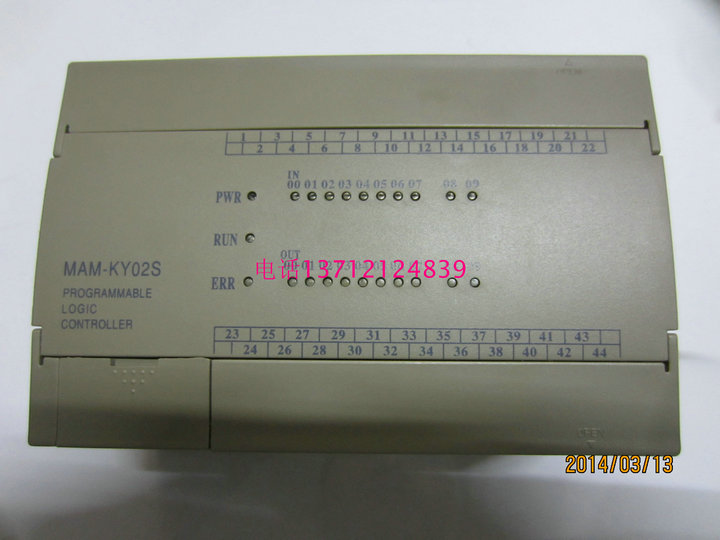 OPEN
1 3 5 7 9 11 13 15 17 19 21
2 4 6 8 10 12 14 16 18 20 22
IN
00 01 02 03 04 05 06 07 08 09
PWR
RUN
OUT
电话13712124839
ERR
MAM-KY02S
PROGRAMMABLE
LOGIC
CONTROLLER
23 25 27 29 31 33 35 37 39 41 43
24 26 28 30 32 34 36 38 40 42 44
OPEN
2014/03/13